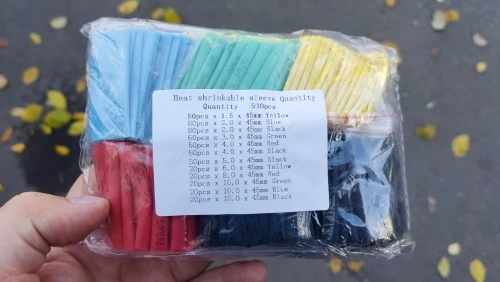 Heat shrinkable sleeve Quantity
Quantity 530pcs
80pcs x 1.5 x 45mm Yellow
80pcs x 2.0 x 45mm Blue
80pcs x 2.0 x 45mm Black
60pcs x 3.0 x 45mm Green
50pcs x 4.0 x 45mm Red
50pcs x 4.0 x 45mm Black
30pcs x 5.0 x 45mm Black
20pcs x 6.0 x 45mm Yellow
20pcs x 8.0 x 45mm Red
20pcs x 10.0 x 45mm Green
20pcs x 10.0 x 45mm Blue
20pcs x 10.0 x 45mm Black